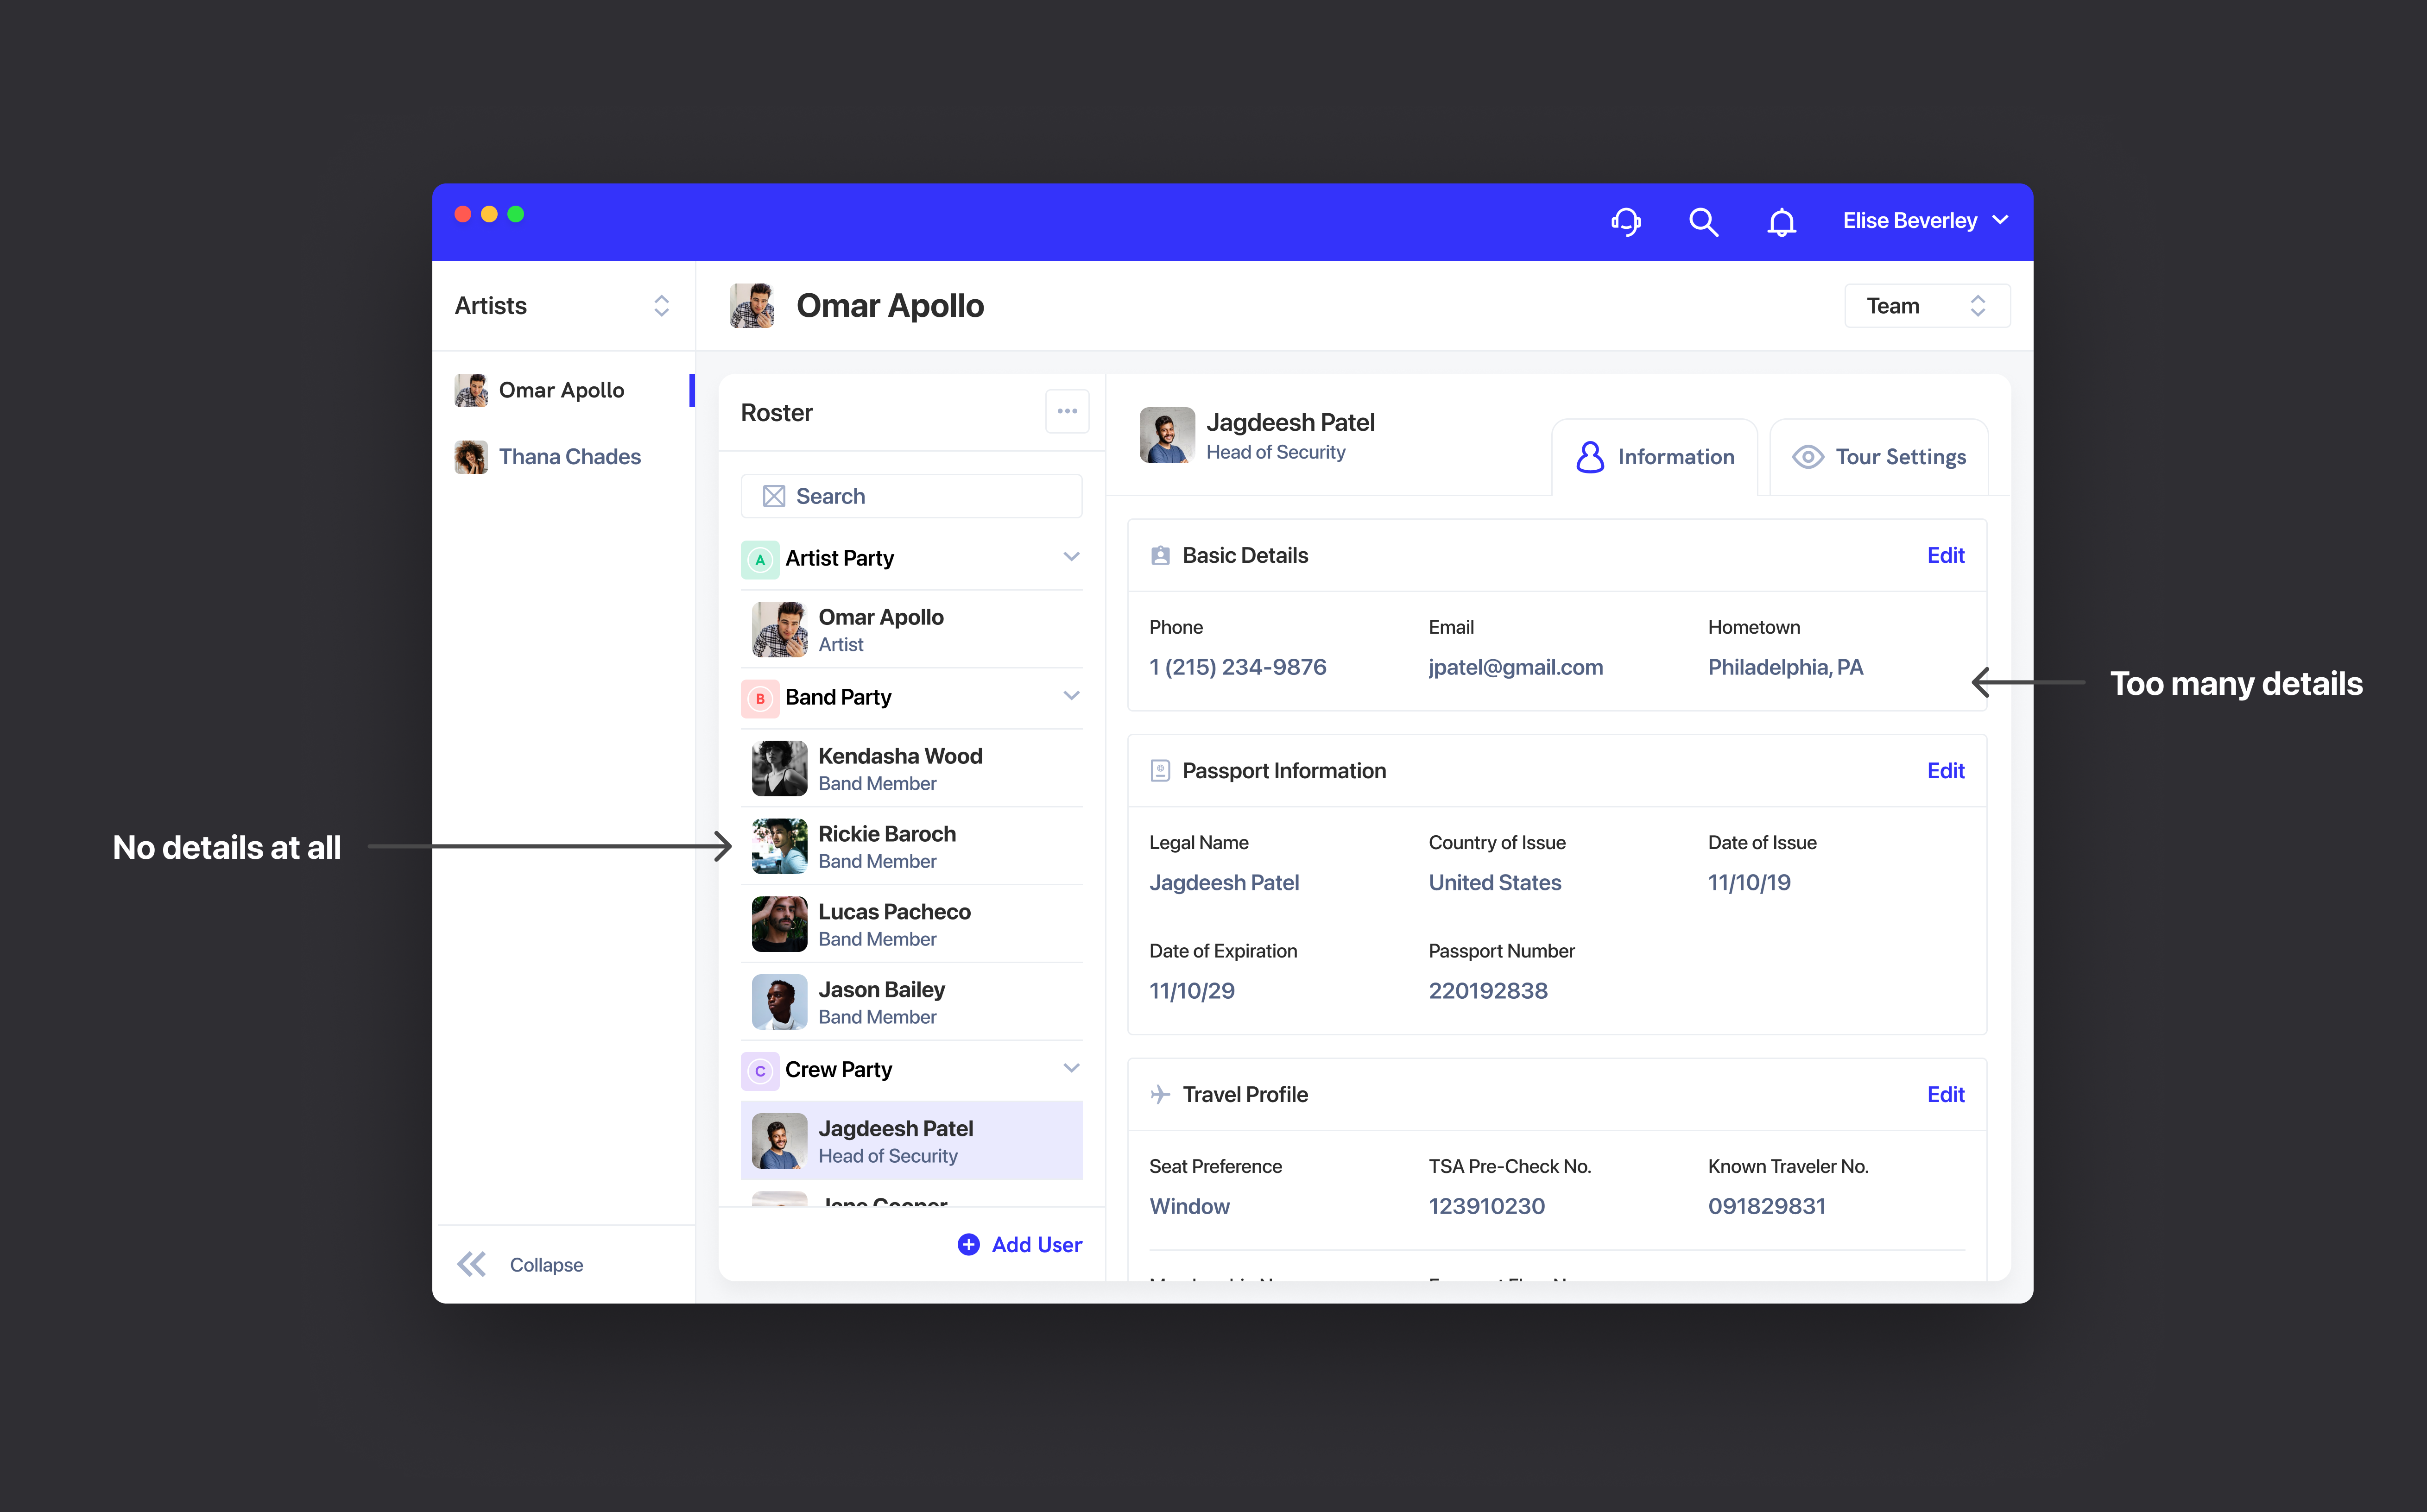 Elise Beverley
Artists
Omar Apollo
Team
Omar Apollo
Thana Chades
Collapse
Roster
Search
A Artist Party
Omar Apollo
Artist
B Band Party
Kendasha Wood
Band Member
Rickie Baroch
Band Member
Lucas Pacheco
Band Member
Jason Bailey
Band Member
C Crew Party
Jagdeesh Patel
Head of Security
Jane Cooper
Add User
Jagdeesh Patel
Head of Security
Information
Tour Settings
Basic Details
Edit
Phone Email Hometown
1 (215) 234-9876 jpatel@gmail.com Philadelphia, PA
Passport Information
Edit
Legal Name Country of Issue Date of Issue
Jagdeesh Patel United States 11/10/19
Date of Expiration Passport Number
11/10/29 220192838
Travel Profile
Edit
Seat Preference TSA Pre-Check No. Known Traveler No.
Window 123910230 091829831
No details at all
Too many details